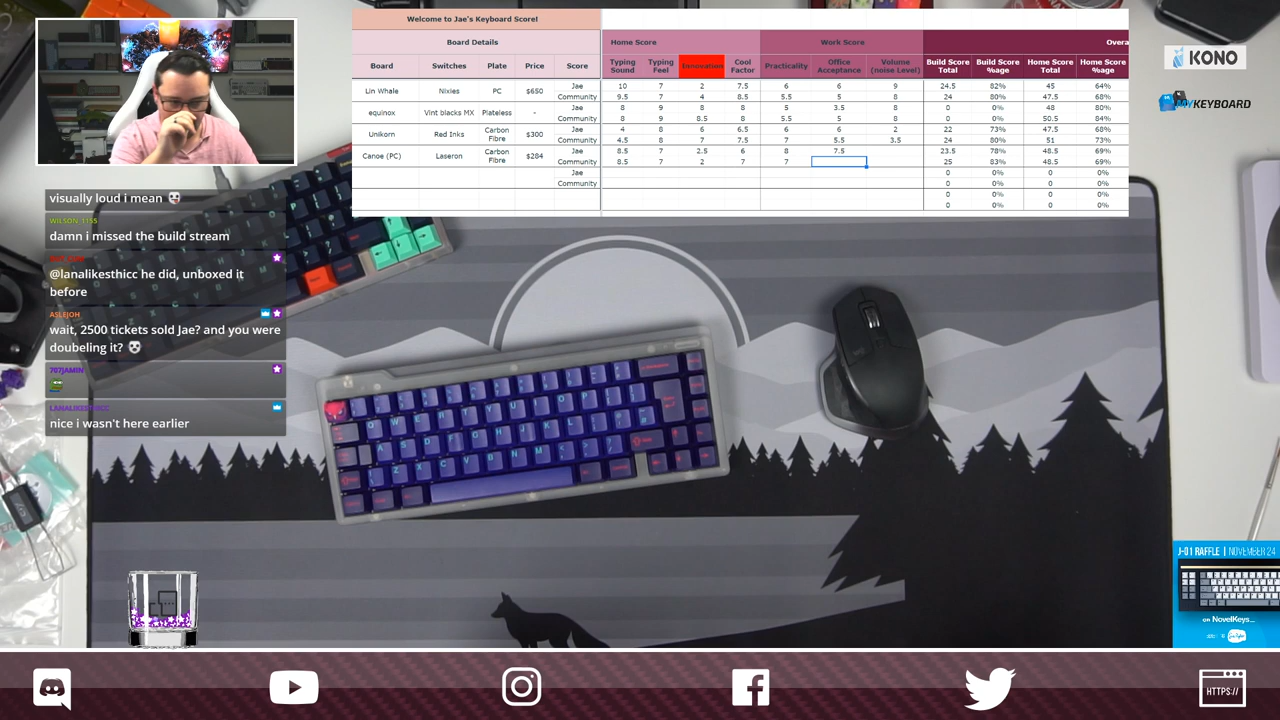 Welcome to Jae's Keyboard Score!
Board Details Home Score Work Score Overa
Board Switches Plate Price Score Typing Sound Typing Feel Innovation Cool Factor Practicality Office Acceptance Volume (noise Level) Build Score Total Build Score %age Home Score Total Home Score %age
Lin Whale Nixies PC $650 Jae 10 7 2 7.5 6 6 9 24.5 82% 45 64%
Community 9.5 7 4 8.5 5.5 5 8 24 80% 47.5 68%
equinox Vint blacks MX Plateless - Jae 8 9 8 8 5 3.5 8 0 0% 48 80%
Community 8 9 8.5 8 5.5 5 8 0 0% 50.5 84%
Unikorn Red Inks Carbon Fibre $300 Jae 4 8 6 6.5 6 6 2 22 73% 47.5 68%
Community 4.5 8 7 7.5 7 5.5 3.5 24 80% 51 73%
Canoe (PC) Laseron Carbon Fibre $284 Jae 8.5 7 2.5 6 8 7.5 23.5 78% 48.5 69%
Community 8.5 7 2 7 7 25 83% 48.5 69%
Jae 0 0% 0 0%
Community 0 0% 0 0%
0 0% 0 0%
0 0% 0 0%
KONO
MYKEYBOARD
visually loud i mean
WILSON_1155
damn i missed the build stream
@lanalikesthicc he did, unboxed it
before
ASLEJOH
wait, 2500 tickets sold Jae? and you were
doubeling it?
707JAMIN
LANALIKESTHICC
nice i wasn't here earlier
J-01 RAFFLE | NOVEMBER 24
ON NovelKeys_
HTTPS://